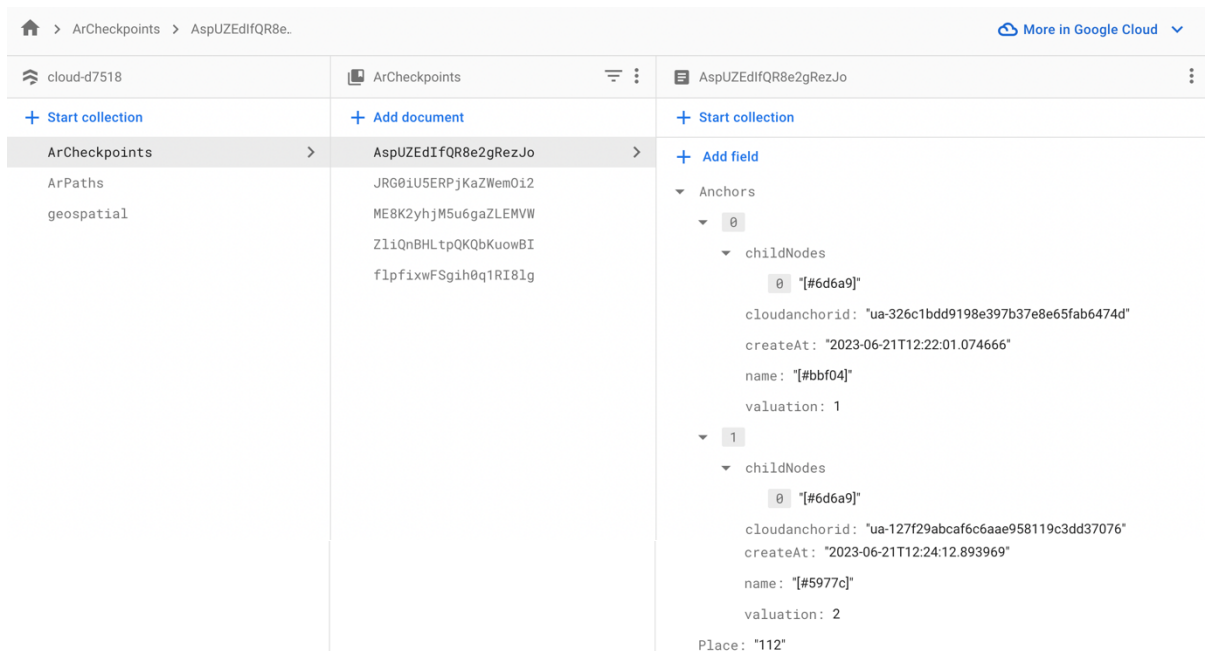 ArCheckpoints > AspUZEdIfQR8e..
More in Google Cloud
cloud-d7518
ArCheckpoints
AspUZEdIfQR8e2gRezJo
+ Start collection
+ Add document
+ Start collection
ArCheckpoints
ArPaths
geospatial
AspUZEdIfQR8e2gRezJo
JRG0iU5ERPjKaZWemOi2
ME8K2yhjM5u6gaZLEMVW
ZliQnBHLtpQKQbKuowBI
flpfixwFSgih0q1RI8lg
+ Add field
Anchors
0
childNodes
0 "[#6d6a9]"
cloudanchorid: "ua-326c1bdd9198e397b37e8e65fab6474d"
createAt: "2023-06-21T12:22:01.074666"
name: "[#bbf04]"
valuation: 1
1
childNodes
0 "[#6d6a9]"
cloudanchorid: "ua-127f29abcaf6c6aae958119c3dd37076"
createAt: "2023-06-21T12:24:12.893969"
name: "[#5977c]"
valuation: 2
Place: "112"